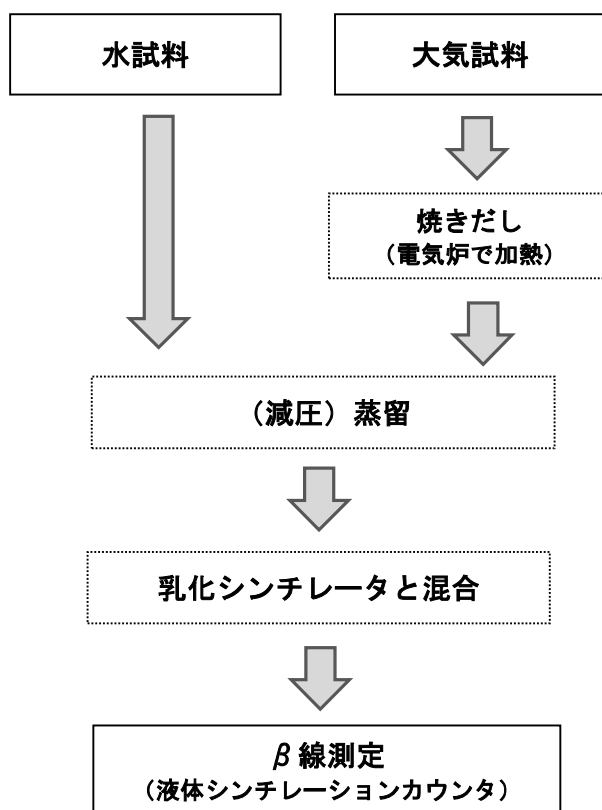 水試料
大気試料
焼きだし
(電気炉で加熱)
(減圧)蒸留
乳化シンチレータと混合
β線測定
(液体シンチレーションカウンタ)